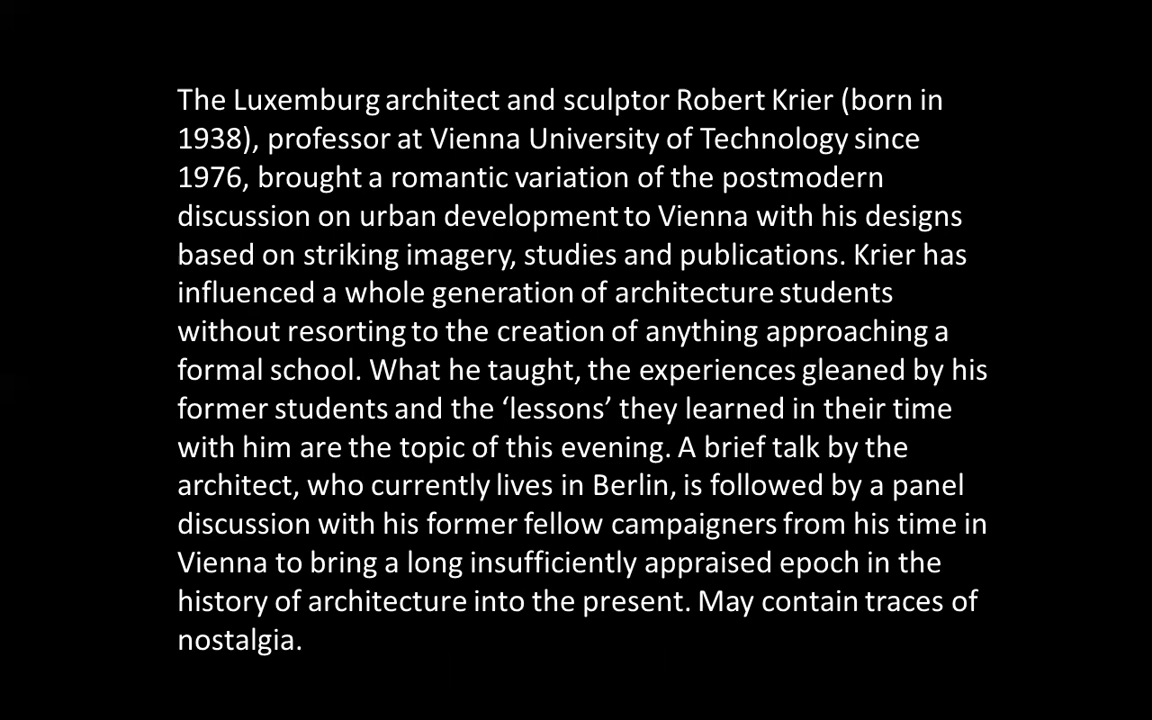 The Luxemburg architect and sculptor Robert Krier (born in
1938), professor at Vienna University of Technology since
1976, brought a romantic variation of the postmodern
discussion on urban development to Vienna with his designs
based on striking imagery, studies and publications. Krier has
influenced a whole generation of architecture students
without resorting to the creation of anything approaching a
formal school. What he taught, the experiences gleaned by his
former students and the ‘lessons’ they learned in their time
with him are the topic of this evening. A brief talk by the
architect, who currently lives in Berlin, is followed by a panel
discussion with his former fellow campaigners from his time in
Vienna to bring a long insufficiently appraised epoch in the
history of architecture into the present. May contain traces of
nostalgia.